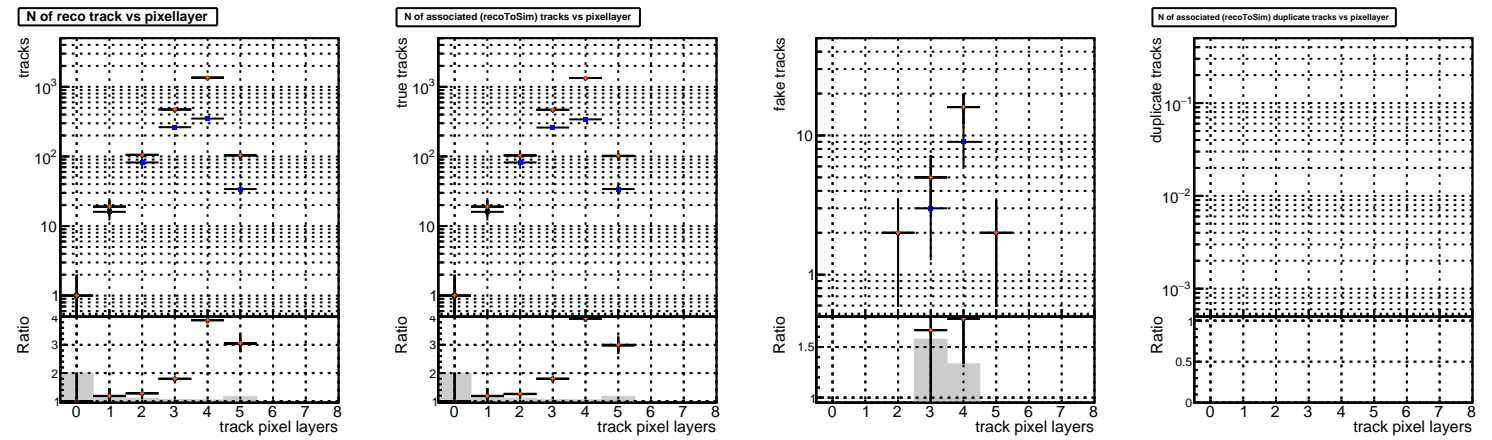 N of reco track vs pixellayer
tracks
10³
10²
10
1
Ratio
4
3
2
1
0 1 2 3 4 5 6 7 8
track pixel layers
N of associated (recoToSim) tracks vs pixellayer
true tracks
10³
10²
10
1
Ratio
4
3
2
1
0 1 2 3 4 5 6 7 8
track pixel layers
fake tracks
10
1
Ratio
1.5
1
0 1 2 3 4 5 6 7 8
track pixel layers
N of associated (recoToSim) duplicate tracks vs pixellayer
duplicate tracks
10⁻¹
10⁻²
10⁻³
Ratio
1
0.5
0
0 1 2 3 4 5 6 7 8
track pixel layers